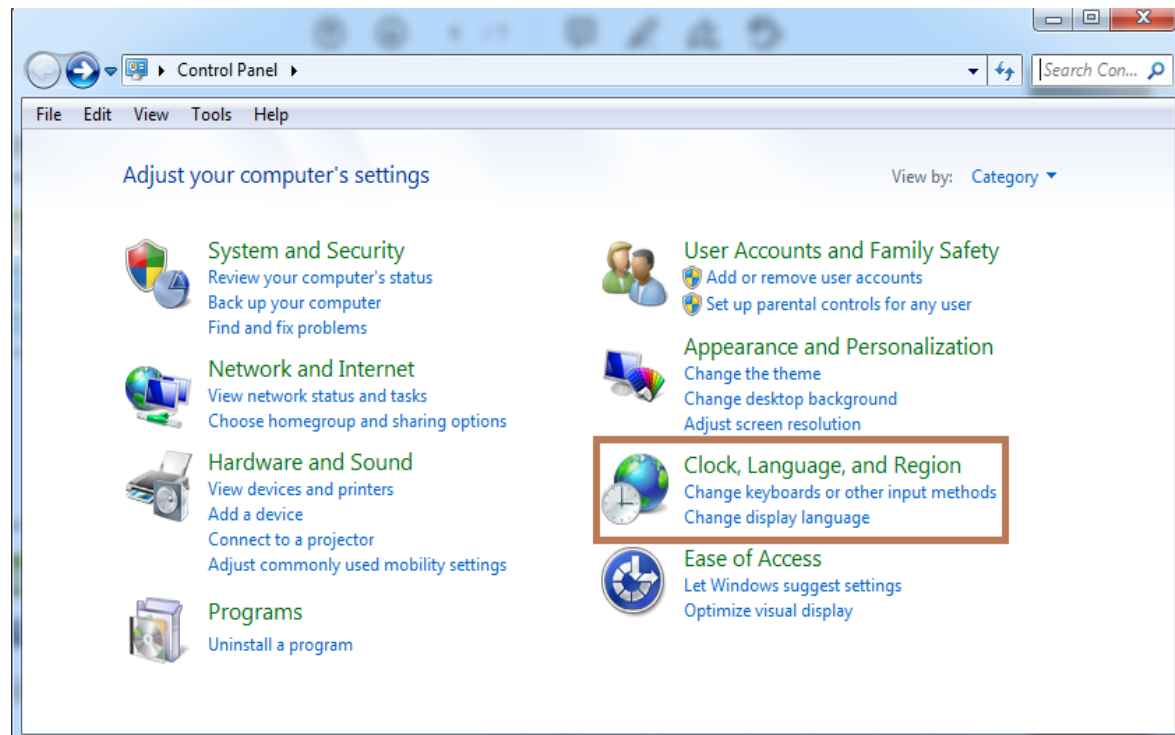 Control Panel
Search Con...
File Edit View Tools Help
Adjust your computer's settings
View by: Category
System and Security
Review your computer's status
Back up your computer
Find and fix problems
Network and Internet
View network status and tasks
Choose homegroup and sharing options
Hardware and Sound
View devices and printers
Add a device
Connect to a projector
Adjust commonly used mobility settings
Programs
Uninstall a program
User Accounts and Family Safety
Add or remove user accounts
Set up parental controls for any user
Appearance and Personalization
Change the theme
Change desktop background
Adjust screen resolution
Clock, Language, and Region
Change keyboards or other input methods
Change display language
Ease of Access
Let Windows suggest settings
Optimize visual display